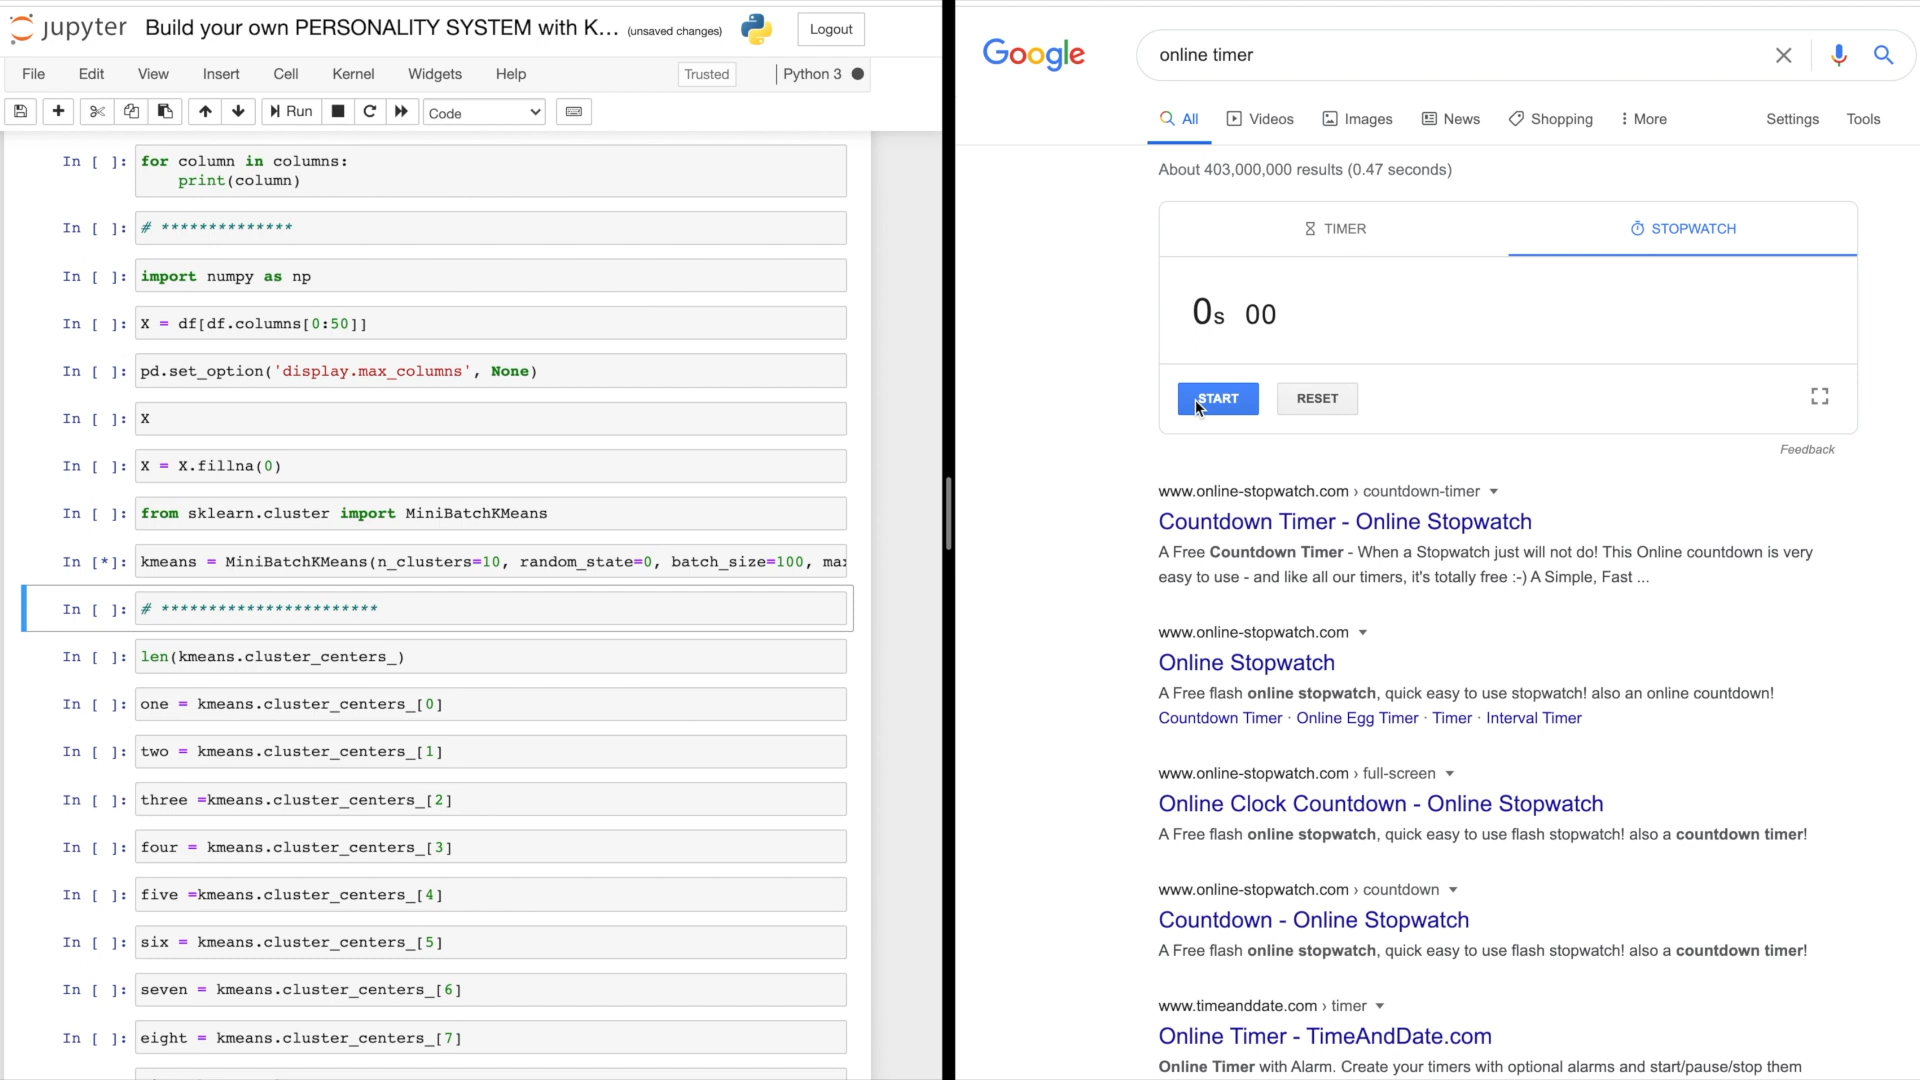 jupyter Build your own PERSONALITY SYSTEM with K... (unsaved changes) Logout
File Edit View Insert Cell Kernel Widgets Help Trusted Python 3
Run Code
In [ ]: for column in columns:
print(column)
In [ ]: # **************
In [ ]: import numpy as np
In [ ]: X = df[df.columns[0:50]]
In [ ]: pd.set_option('display.max_columns', None)
In [ ]: X
In [ ]: X = X.fillna(0)
In [ ]: from sklearn.cluster import MiniBatchKMeans
In [*]: kmeans = MiniBatchKMeans(n_clusters=10, random_state=0, batch_size=100, max
In [ ]: # ***********************
In [ ]: len(kmeans.cluster_centers_)
In [ ]: one = kmeans.cluster_centers_[0]
In [ ]: two = kmeans.cluster_centers_[1]
In [ ]: three =kmeans.cluster_centers_[2]
In [ ]: four = kmeans.cluster_centers_[3]
In [ ]: five =kmeans.cluster_centers_[4]
In [ ]: six = kmeans.cluster_centers_[5]
In [ ]: seven = kmeans.cluster_centers_[6]
In [ ]: eight = kmeans.cluster_centers_[7]
Google online timer
All Videos Images News Shopping More Settings Tools
About 403,000,000 results (0.47 seconds)
TIMER STOPWATCH
0s 00
START RESET
Feedback
www.online-stopwatch.com › countdown-timer
Countdown Timer - Online Stopwatch
A Free Countdown Timer - When a Stopwatch just will not do! This Online countdown is very
easy to use - and like all our timers, it's totally free :-) A Simple, Fast ...
www.online-stopwatch.com
Online Stopwatch
A Free flash online stopwatch, quick easy to use stopwatch! also an online countdown!
Countdown Timer · Online Egg Timer · Timer · Interval Timer
www.online-stopwatch.com › full-screen
Online Clock Countdown - Online Stopwatch
A Free flash online stopwatch, quick easy to use flash stopwatch! also a countdown timer!
www.online-stopwatch.com › countdown
Countdown - Online Stopwatch
A Free flash online stopwatch, quick easy to use flash stopwatch! also a countdown timer!
www.timeanddate.com › timer
Online Timer - TimeAndDate.com
Online Timer with Alarm. Create your timers with optional alarms and start/pause/stop them